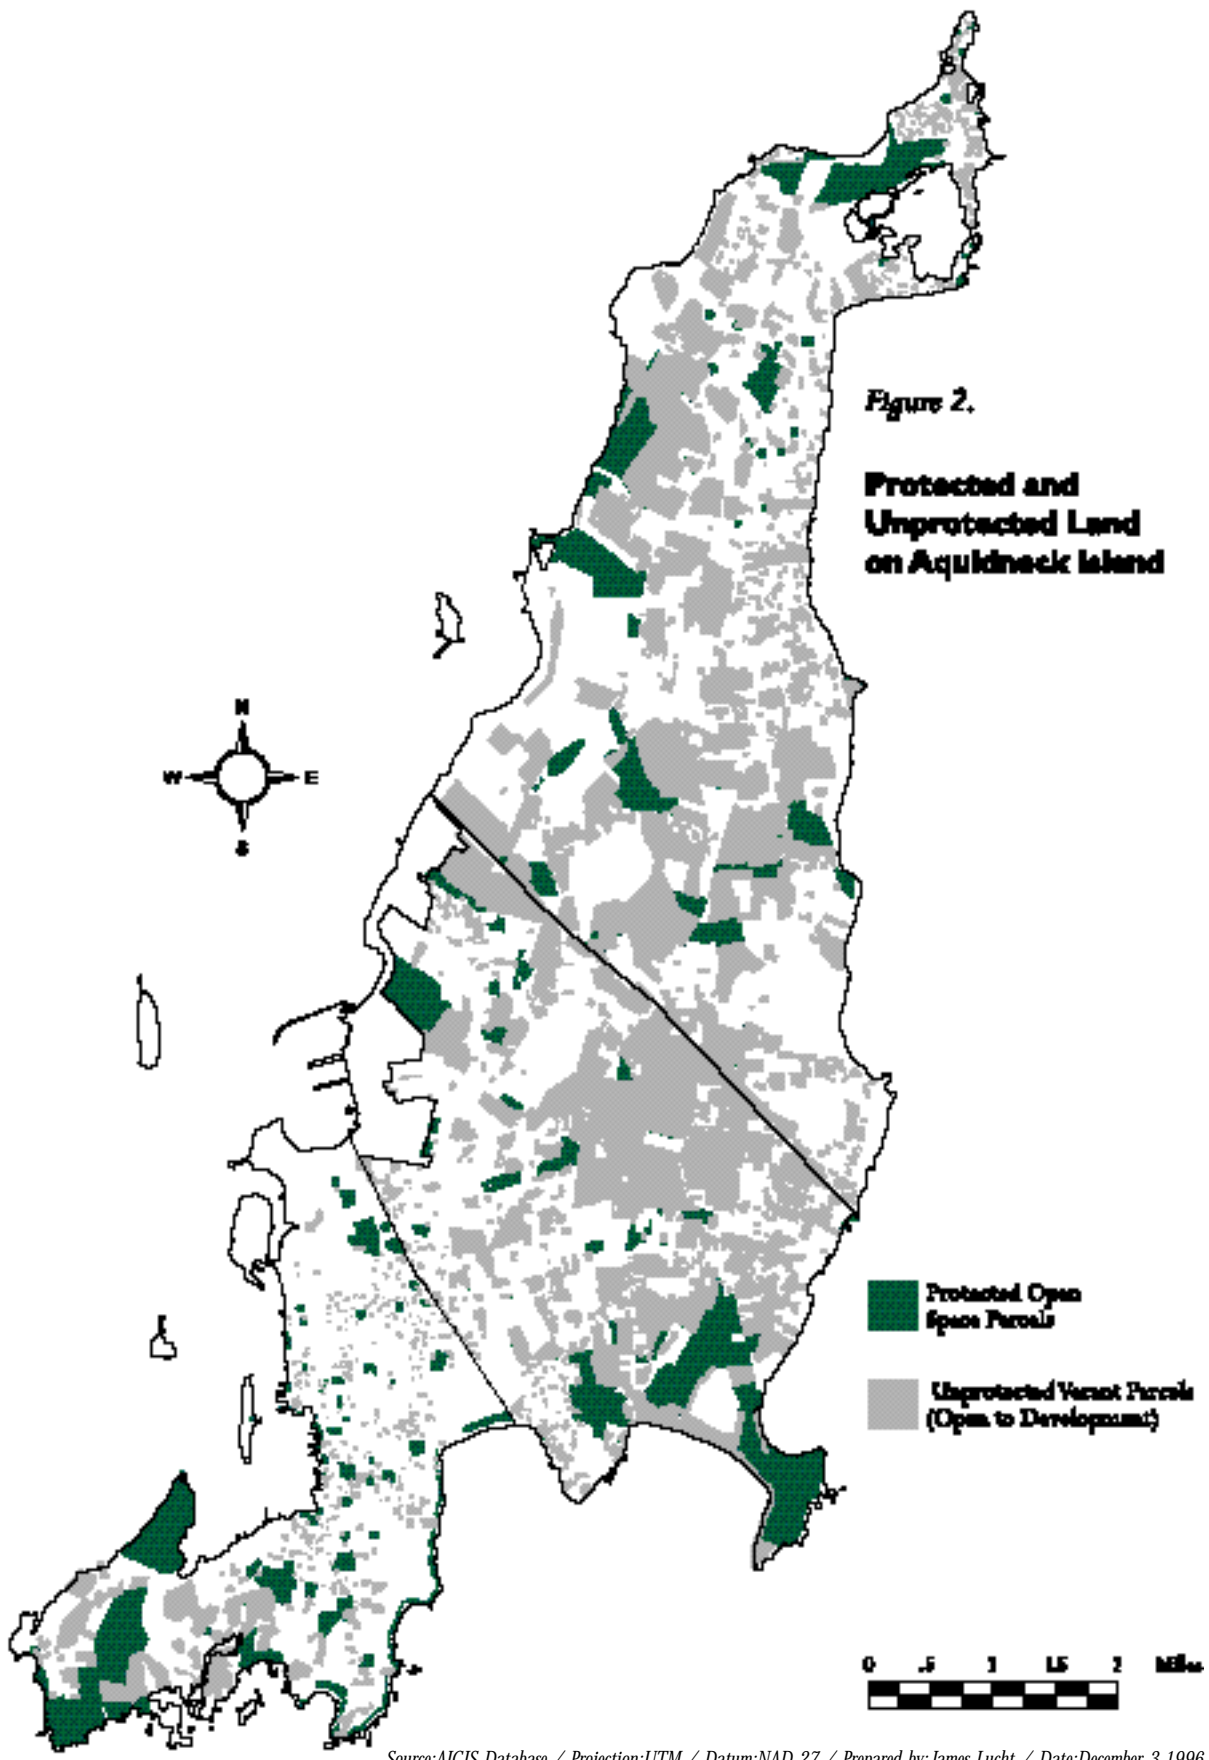 N
W E
S
Figure 2.
Protected and
Unprotected Land
on Aquidneck Island
Protected Open
Space Parcels
Unprotected Vacant Parcels
(Open to Development)
0 .5 1 1.5 2 Miles
Source:AIGIS Database / Projection:UTM / Datum:NAD 27 / Prepared by:James Lucht / Date:December 3,1996